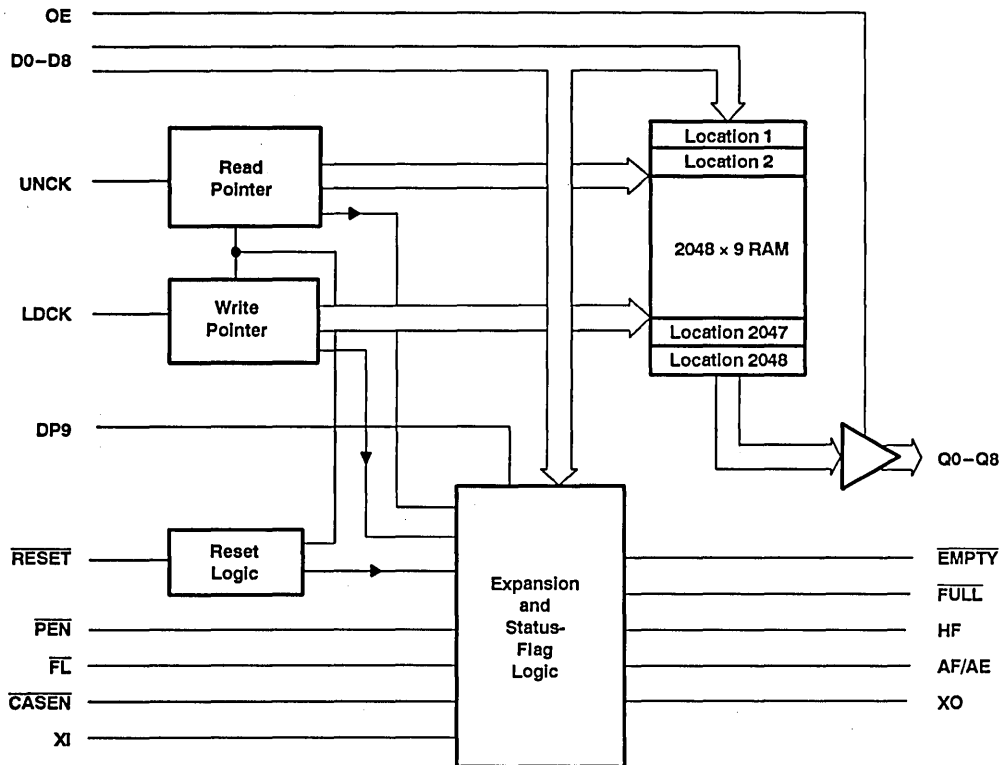 OE
D0–D8
Location 1
Location 2
Read
Pointer
UNCK
2048 × 9 RAM
Write
Pointer
LDCK
Location 2047
Location 2048
DP9
Q0–Q8
RESET
Reset
Logic
EMPTY
Expansion
and
Status-
Flag
Logic
FULL
PEN
HF
FL
AF/AE
CASEN
XO
XI